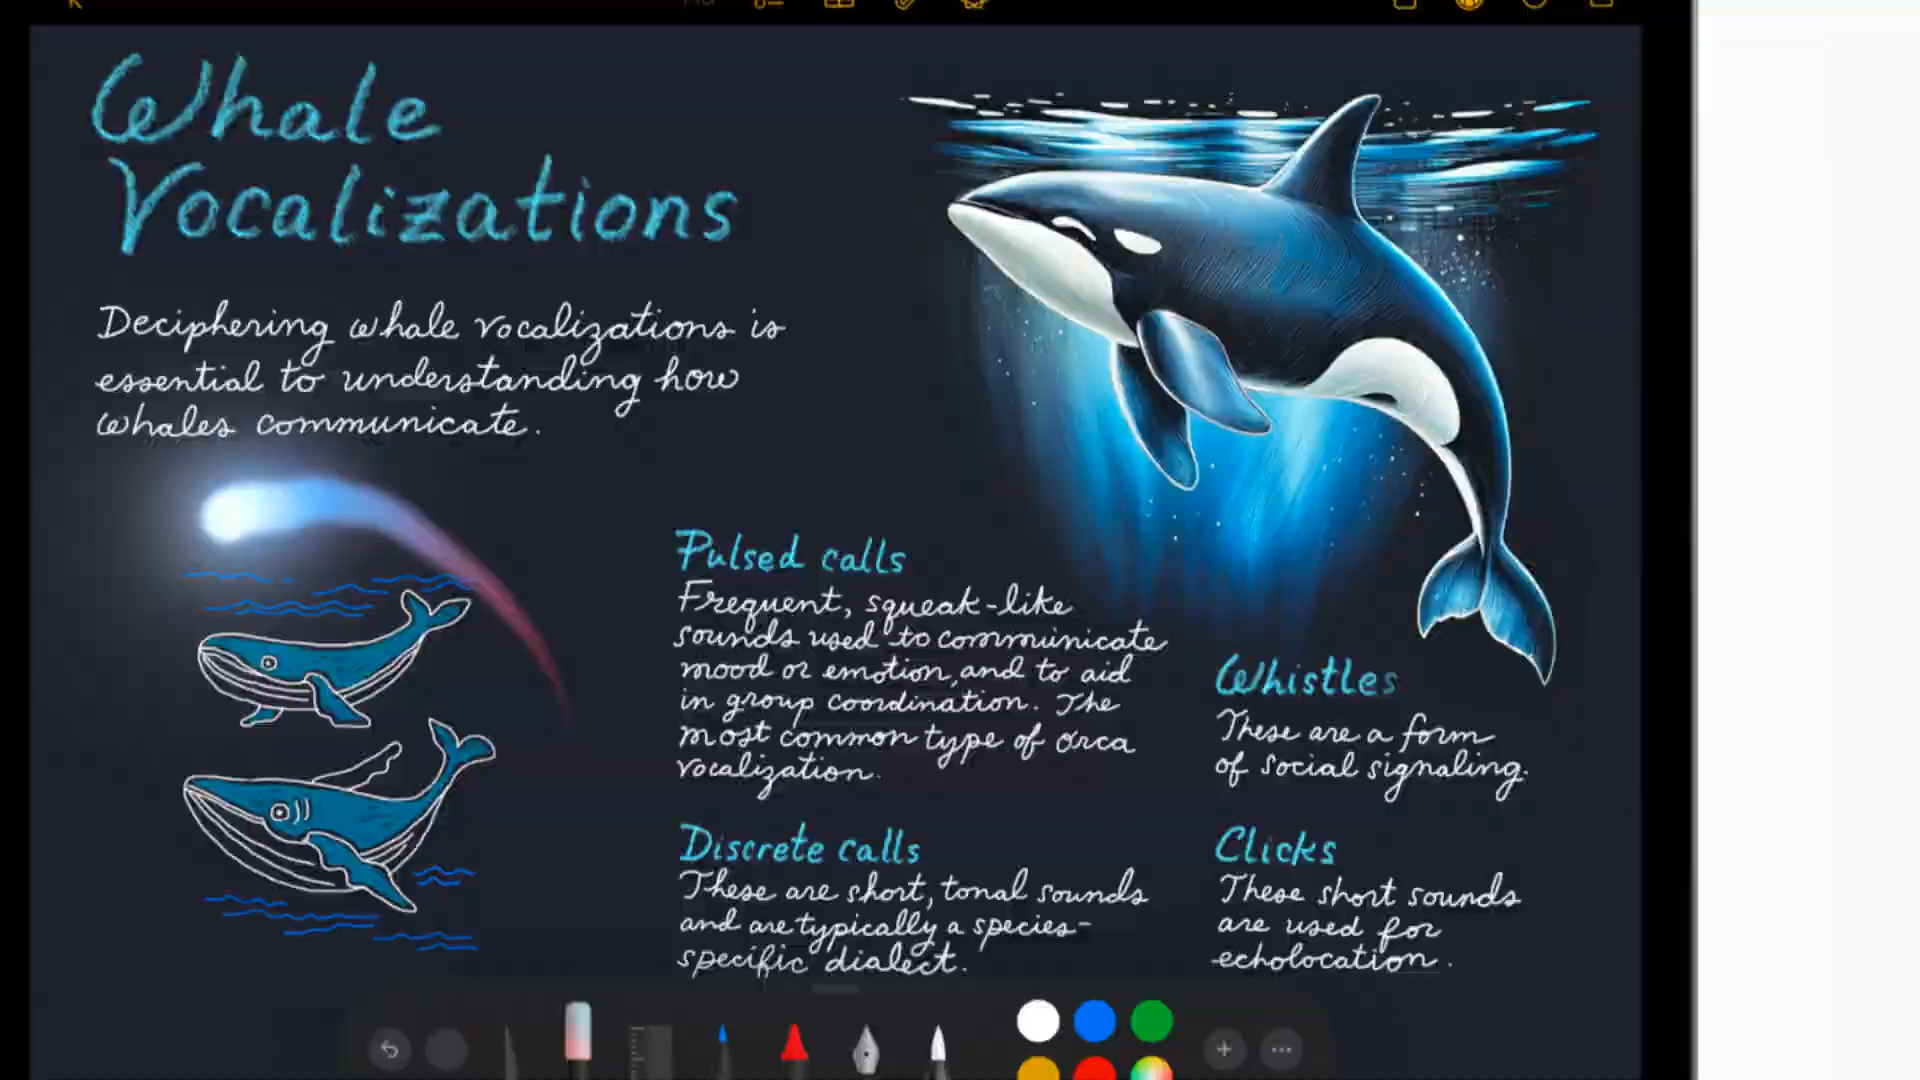 Whale
Vocalizations
Deciphering whale vocalizations is
essential to understanding how
whales communicate.
Pulsed calls
Frequent, squeak-like
sounds used to communicate
mood or emotion, and to aid
in group coordination. The
most common type of orca
vocalization.
Discrete calls
These are short, tonal sounds
and are typically a species-
specific dialect.
Whistles
These are a form
of social signaling.
Clicks
These short sounds
are used for
echolocation.